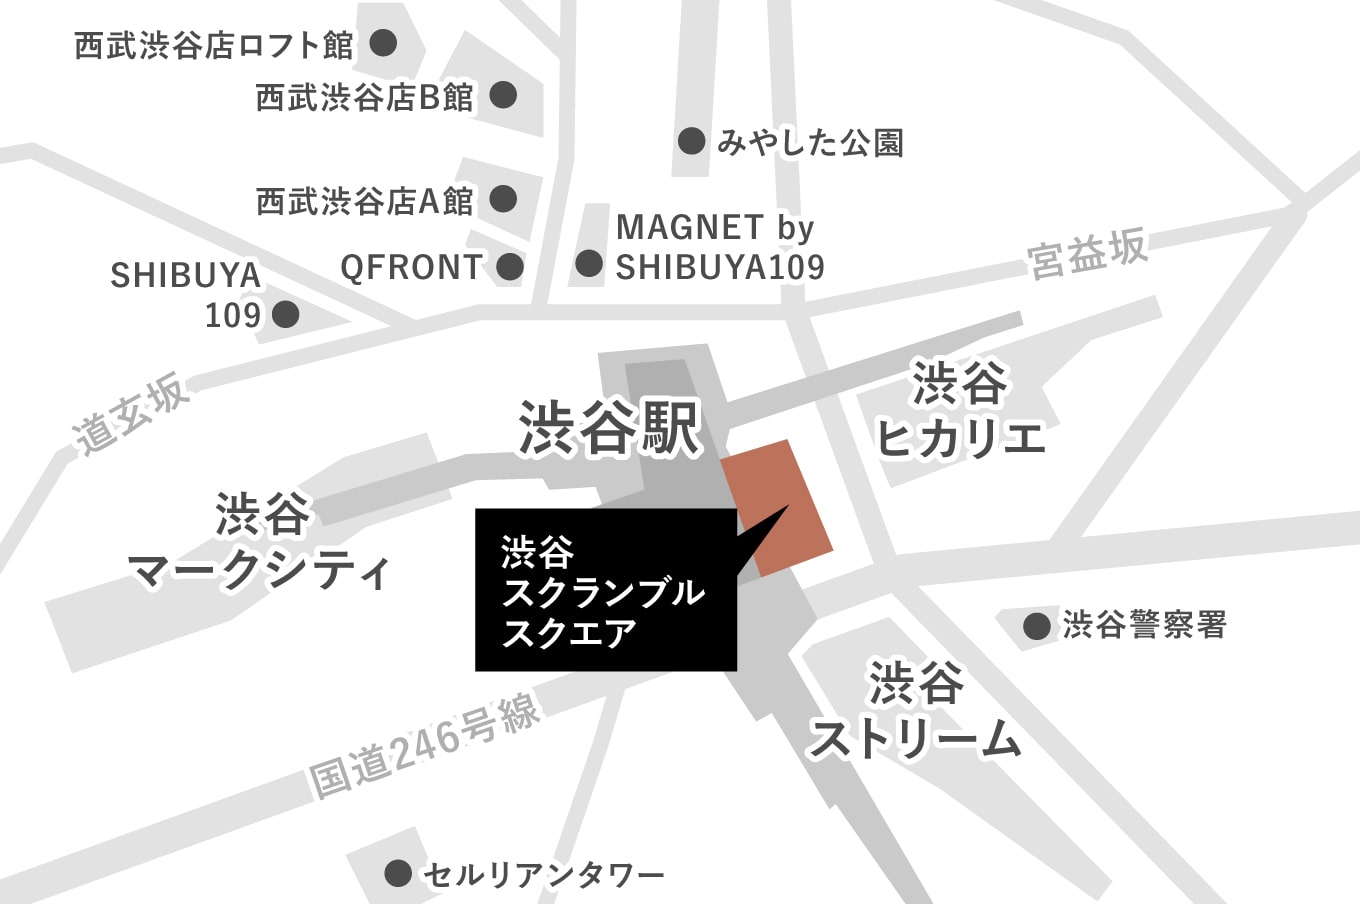 西武渋谷店ロフト館
西武渋谷店B館
みやした公園
西武渋谷店A館
MAGNET by
SHIBUYA109
QFRONT
SHIBUYA
109
宮益坂
道玄坂
渋谷
ヒカリエ
渋谷駅
渋谷
マークシティ
渋谷
スクランブル
スクエア
渋谷警察署
渋谷
ストリーム
国道246号線
セルリアンタワー